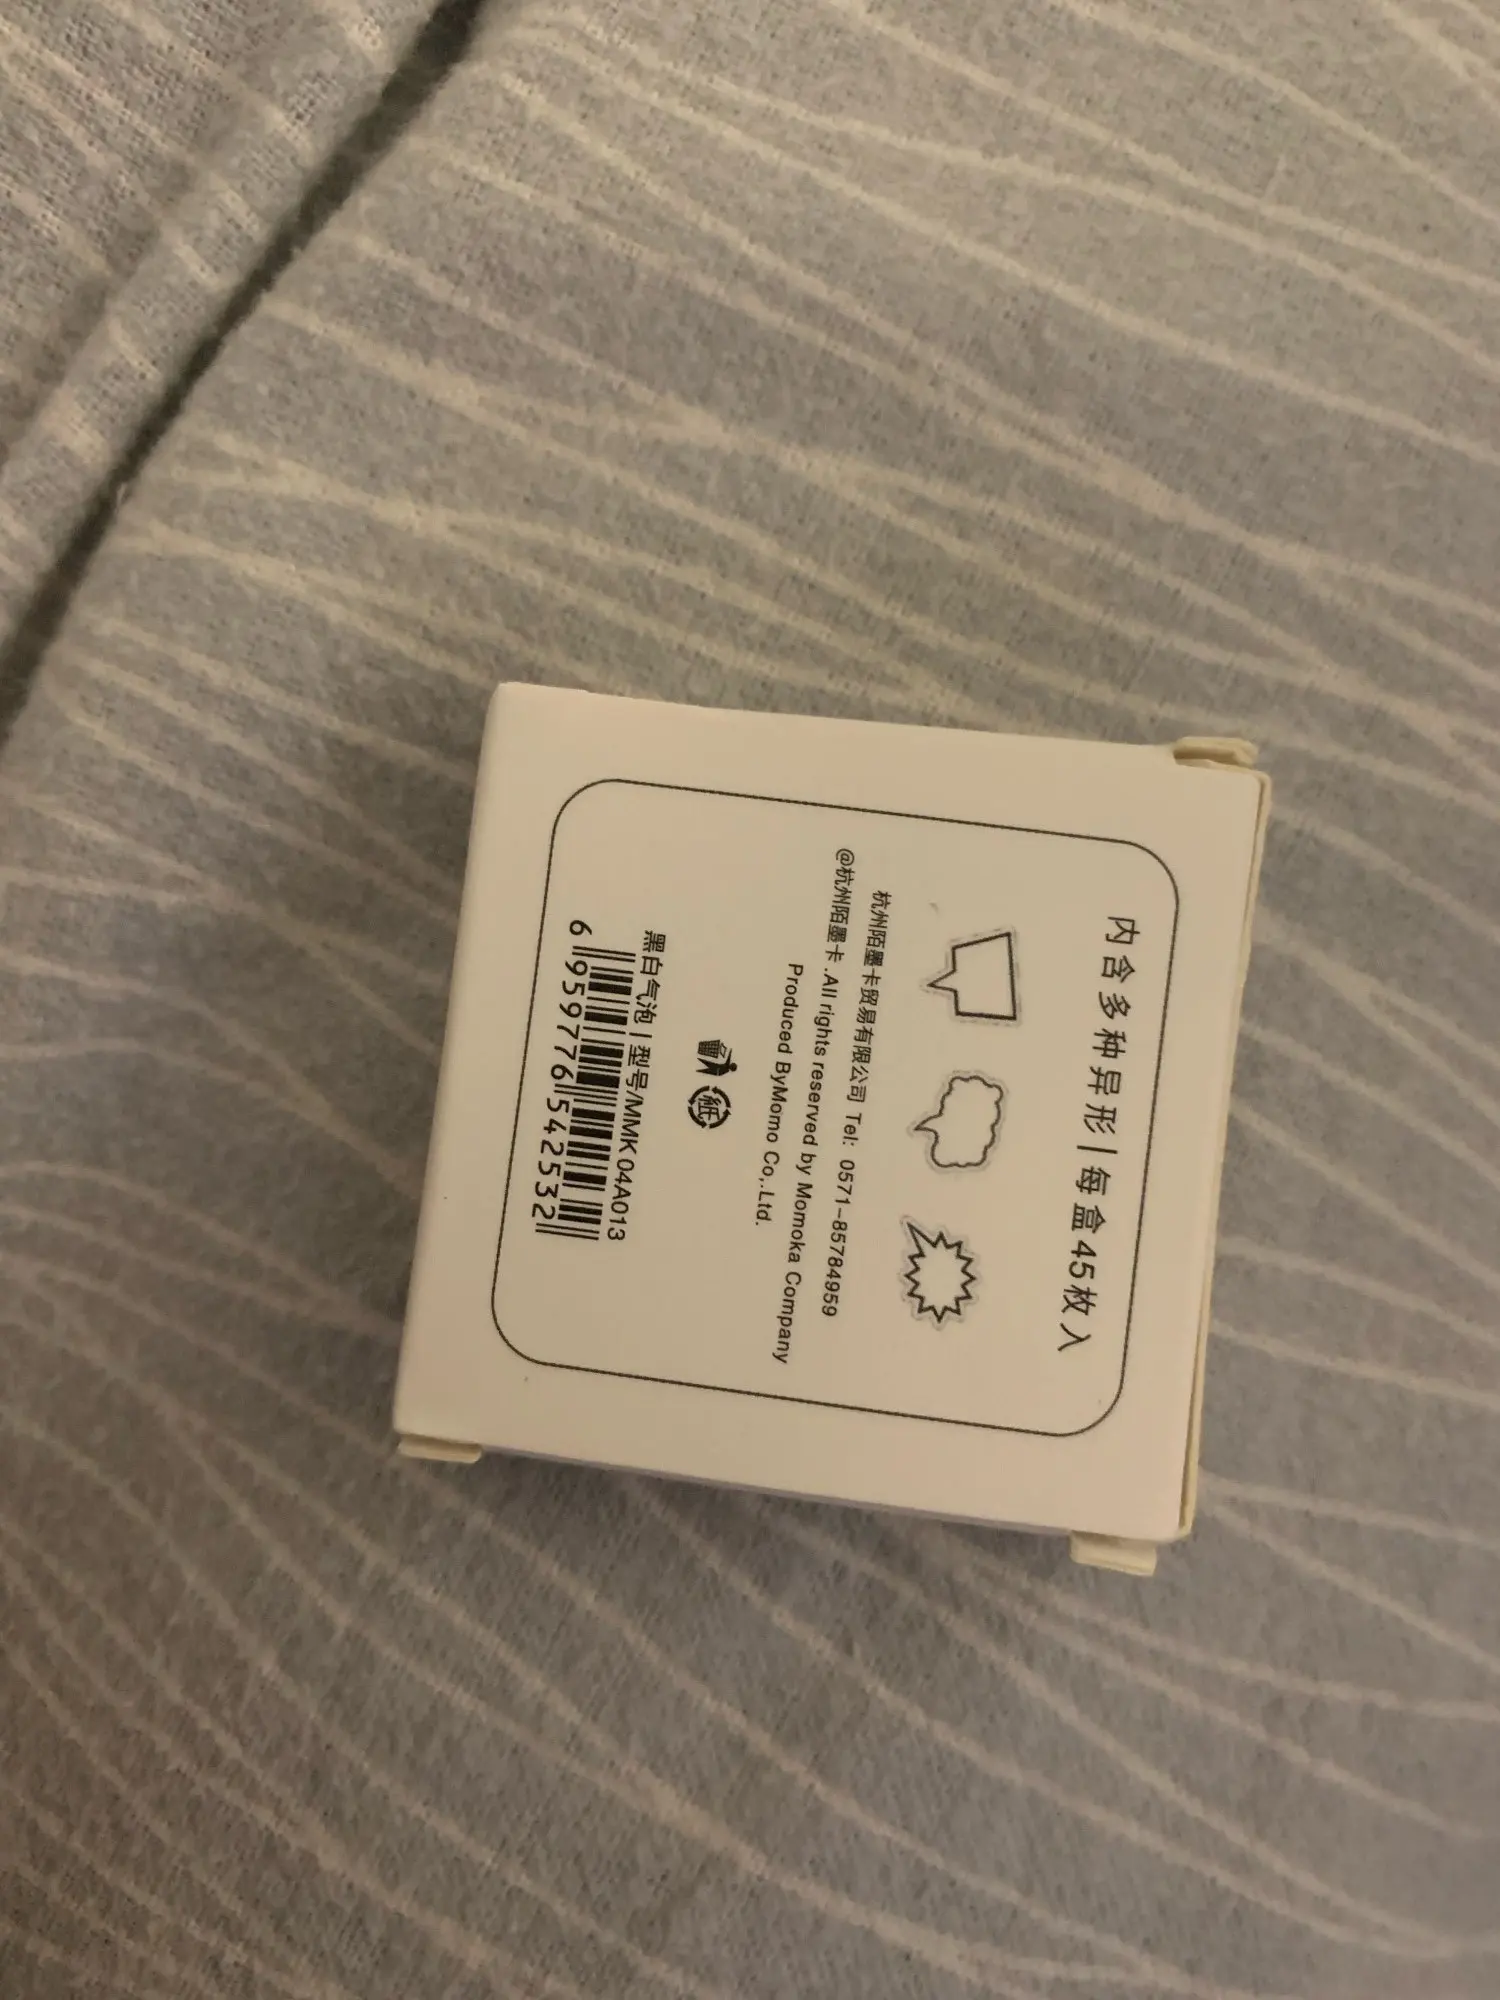 内含多种异形|每盒45枚入
杭州陌墨卡贸易有限公司 Tel: 0571-85784959
@杭州陌墨卡.All rights reserved by Momoka Company
Produced ByMomo Co,.Ltd.
紙
黑白气泡|型号/MMK04A013
6 959776 542532